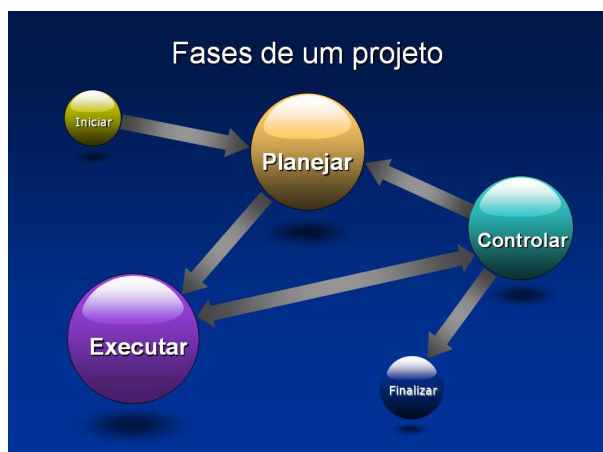 Fases de um projeto
Iniciar
Planejar
Controlar
Executar
Finalizar